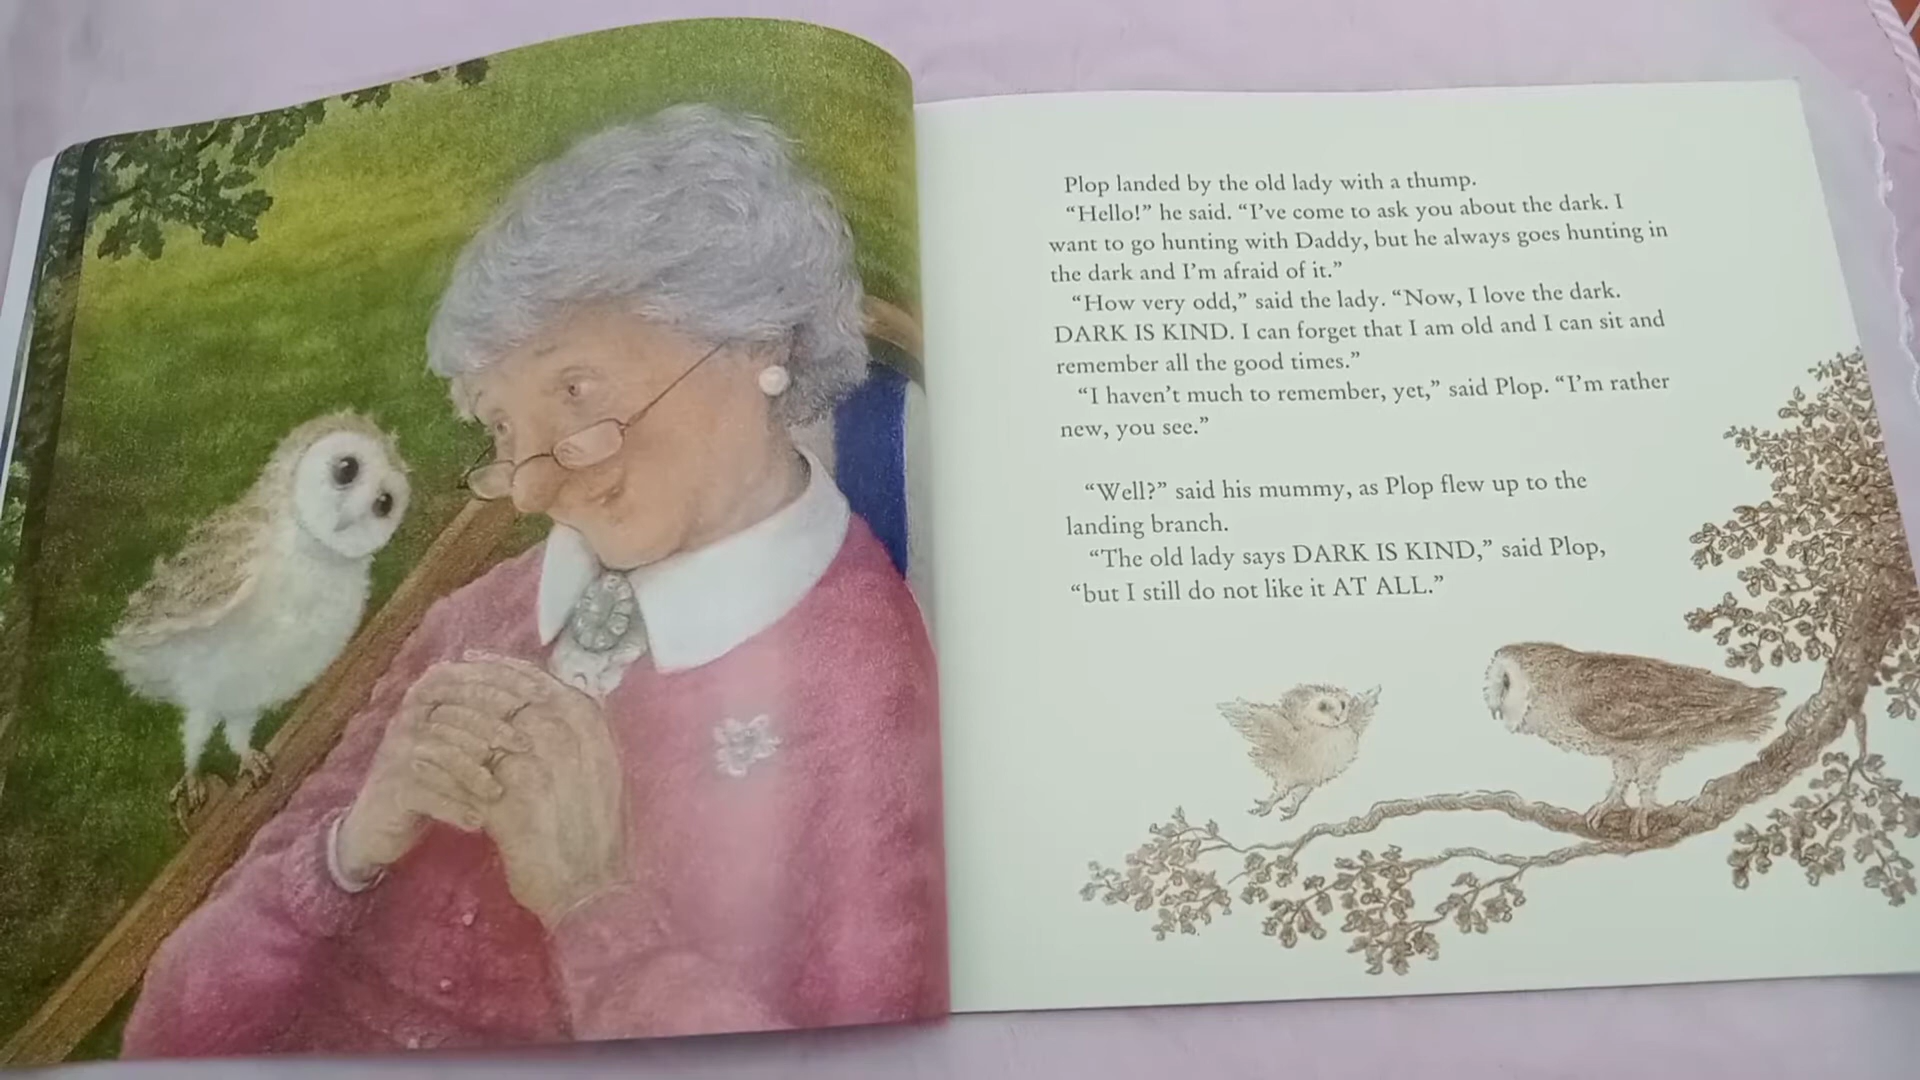 Plop landed by the old lady with a thump.
“Hello!” he said. “I’ve come to ask you about the dark. I
want to go hunting with Daddy, but he always goes hunting in
the dark and I’m afraid of it.”
“How very odd,” said the lady. “Now, I love the dark.
DARK IS KIND. I can forget that I am old and I can sit and
remember all the good times.”
“I haven’t much to remember, yet,” said Plop. “I’m rather
new, you see.”
“Well?” said his mummy, as Plop flew up to the
landing branch.
“The old lady says DARK IS KIND,” said Plop,
“but I still do not like it AT ALL.”